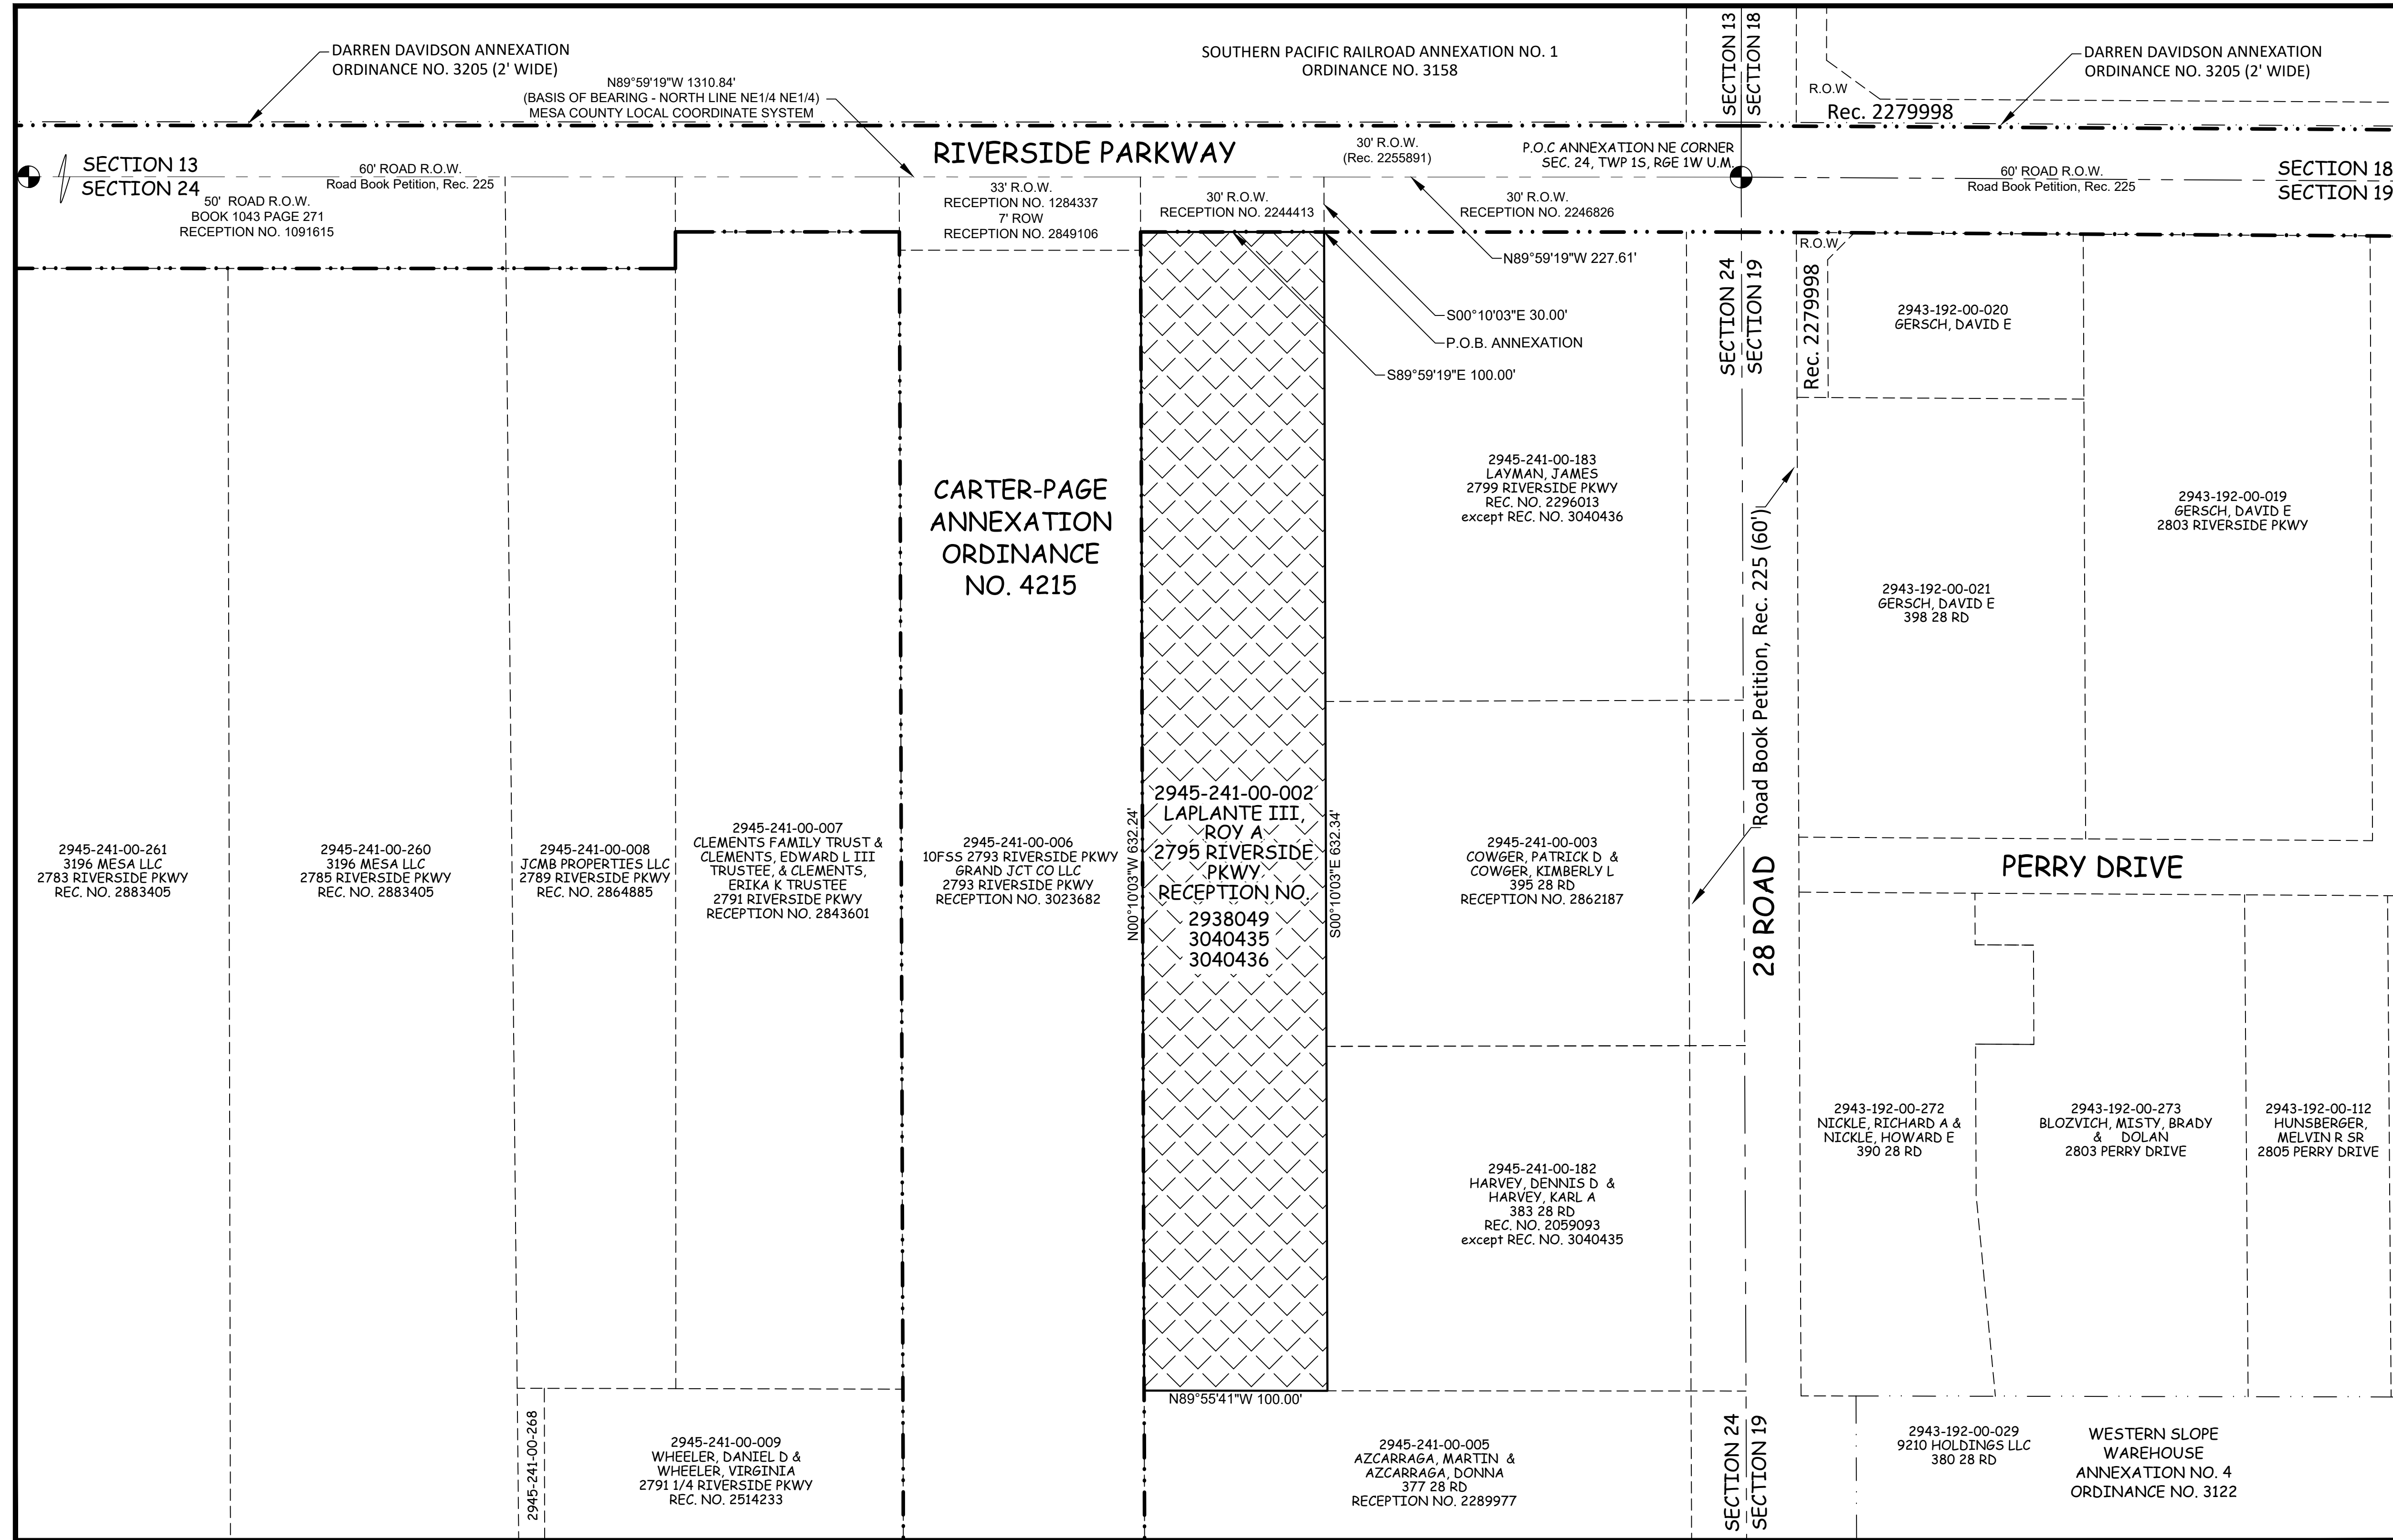 DARREN DAVIDSON ANNEXATION
ORDINANCE NO. 3205 (2' WIDE)
N89°59'19"W 1310.84'
(BASIS OF BEARING - NORTH LINE NE1/4 NE1/4)
MESA COUNTY LOCAL COORDINATE SYSTEM
SOUTHERN PACIFIC RAILROAD ANNEXATION NO. 1
ORDINANCE NO. 3158
SECTION 13
SECTION 18
R.O.W
Rec. 2279998
DARREN DAVIDSON ANNEXATION
ORDINANCE NO. 3205 (2' WIDE)
SECTION 13
SECTION 24
60' ROAD R.O.W.
Road Book Petition, Rec. 225
50' ROAD R.O.W.
BOOK 1043 PAGE 271
RECEPTION NO. 1091615
RIVERSIDE PARKWAY
33' R.O.W.
RECEPTION NO. 1284337
7' ROW
RECEPTION NO. 2849106
30' R.O.W.
RECEPTION NO. 2244413
30' R.O.W.
(Rec. 2255891)
P.O.C ANNEXATION NE CORNER
SEC. 24, TWP 1S, RGE 1W U.M.
30' R.O.W.
RECEPTION NO. 2246826
60' ROAD R.O.W.
Road Book Petition, Rec. 225
SECTION 18
SECTION 19
N89°59'19"W 227.61'
S00°10'03"E 30.00'
P.O.B. ANNEXATION
S89°59'19"E 100.00'
SECTION 24
SECTION 19
R.O.W
Rec. 2279998
2943-192-00-020
GERSCH, DAVID E
CARTER-PAGE
ANNEXATION
ORDINANCE
NO. 4215
2945-241-00-183
LAYMAN, JAMES
2799 RIVERSIDE PKWY
REC. NO. 2296013
except REC. NO. 3040436
Road Book Petition, Rec. 225 (60')
2943-192-00-019
GERSCH, DAVID E
2803 RIVERSIDE PKWY
2943-192-00-021
GERSCH, DAVID E
398 28 RD
2945-241-00-261
3196 MESA LLC
2783 RIVERSIDE PKWY
REC. NO. 2883405
2945-241-00-260
3196 MESA LLC
2785 RIVERSIDE PKWY
REC. NO. 2883405
2945-241-00-008
JCMB PROPERTIES LLC
2789 RIVERSIDE PKWY
REC. NO. 2864885
2945-241-00-007
CLEMENTS FAMILY TRUST &
CLEMENTS, EDWARD L III
TRUSTEE, & CLEMENTS,
ERIKA K TRUSTEE
2791 RIVERSIDE PKWY
RECEPTION NO. 2843601
2945-241-00-006
10FSS 2793 RIVERSIDE PKWY
GRAND JCT CO LLC
2793 RIVERSIDE PKWY
RECEPTION NO. 3023682
N00°10'03"W 632.24'
2945-241-00-002
LAPLANTE III,
ROY A
2795 RIVERSIDE
PKWY
RECEPTION NO.
2938049
3040435
3040436
S00°10'03"E 632.34'
2945-241-00-003
COWGER, PATRICK D &
COWGER, KIMBERLY L
395 28 RD
RECEPTION NO. 2862187
28 ROAD
PERRY DRIVE
2945-241-00-182
HARVEY, DENNIS D &
HARVEY, KARL A
383 28 RD
REC. NO. 2059093
except REC. NO. 3040435
2943-192-00-272
NICKLE, RICHARD A &
NICKLE, HOWARD E
390 28 RD
2943-192-00-273
BLOZVICH, MISTY, BRADY
& DOLAN
2803 PERRY DRIVE
2943-192-00-112
HUNSBERGER,
MELVIN R SR
2805 PERRY DRIVE
N89°55'41"W 100.00'
2945-241-00-268
2945-241-00-009
WHEELER, DANIEL D &
WHEELER, VIRGINIA
2791 1/4 RIVERSIDE PKWY
REC. NO. 2514233
2945-241-00-005
AZCARRAGA, MARTIN &
AZCARRAGA, DONNA
377 28 RD
RECEPTION NO. 2289977
SECTION 24
SECTION 19
2943-192-00-029
9210 HOLDINGS LLC
380 28 RD
WESTERN SLOPE
WAREHOUSE
ANNEXATION NO. 4
ORDINANCE NO. 3122